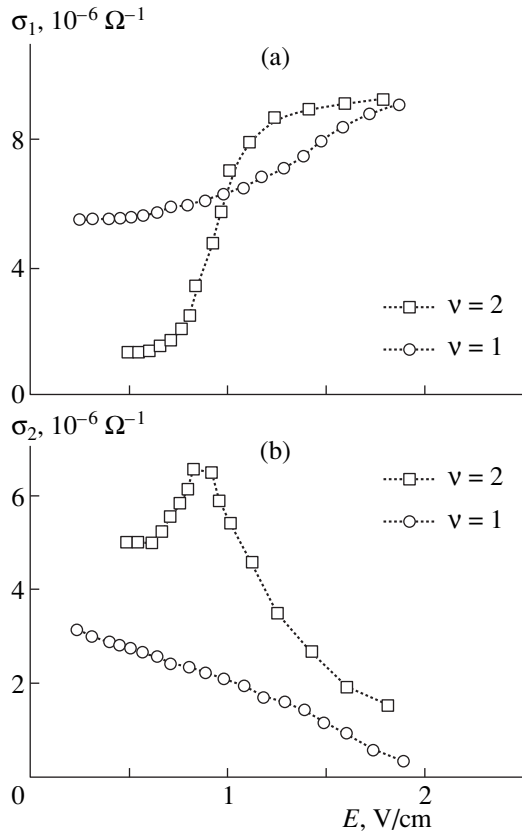 σ₁, 10⁻⁶ Ω⁻¹
(a)
8
4
ν = 2
ν = 1
0
σ₂, 10⁻⁶ Ω⁻¹
(b)
6
ν = 2
ν = 1
4
2
0 1 2
E, V/cm